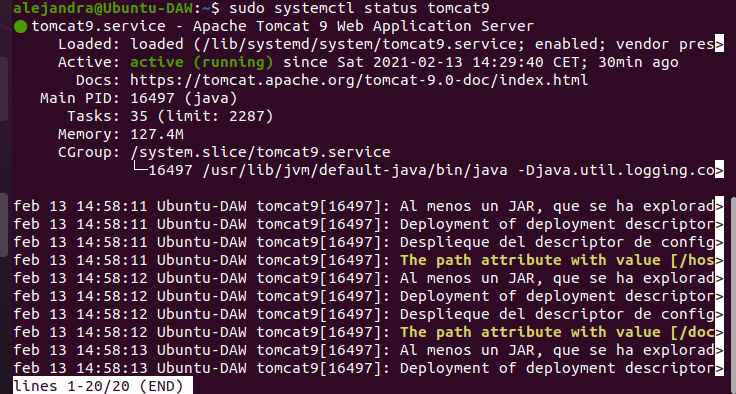 alejandra@Ubuntu-DAW:~$ sudo systemctl status tomcat9
● tomcat9.service - Apache Tomcat 9 Web Application Server
Loaded: loaded (/lib/systemd/system/tomcat9.service; enabled; vendor pres>
Active: active (running) since Sat 2021-02-13 14:29:40 CET; 30min ago
Docs: https://tomcat.apache.org/tomcat-9.0-doc/index.html
Main PID: 16497 (java)
Tasks: 35 (limit: 2287)
Memory: 127.4M
CGroup: /system.slice/tomcat9.service
└─16497 /usr/lib/jvm/default-java/bin/java -Djava.util.logging.co>
feb 13 14:58:11 Ubuntu-DAW tomcat9[16497]: Al menos un JAR, que se ha explorad>
feb 13 14:58:11 Ubuntu-DAW tomcat9[16497]: Deployment of deployment descriptor>
feb 13 14:58:11 Ubuntu-DAW tomcat9[16497]: Desplieque del descriptor de config>
feb 13 14:58:11 Ubuntu-DAW tomcat9[16497]: The path attribute with value [/hos>
feb 13 14:58:12 Ubuntu-DAW tomcat9[16497]: Al menos un JAR, que se ha explorad>
feb 13 14:58:12 Ubuntu-DAW tomcat9[16497]: Deployment of deployment descriptor>
feb 13 14:58:12 Ubuntu-DAW tomcat9[16497]: Desplieque del descriptor de config>
feb 13 14:58:12 Ubuntu-DAW tomcat9[16497]: The path attribute with value [/doc>
feb 13 14:58:13 Ubuntu-DAW tomcat9[16497]: Al menos un JAR, que se ha explorad>
feb 13 14:58:13 Ubuntu-DAW tomcat9[16497]: Deployment of deployment descriptor>
lines 1-20/20 (END)